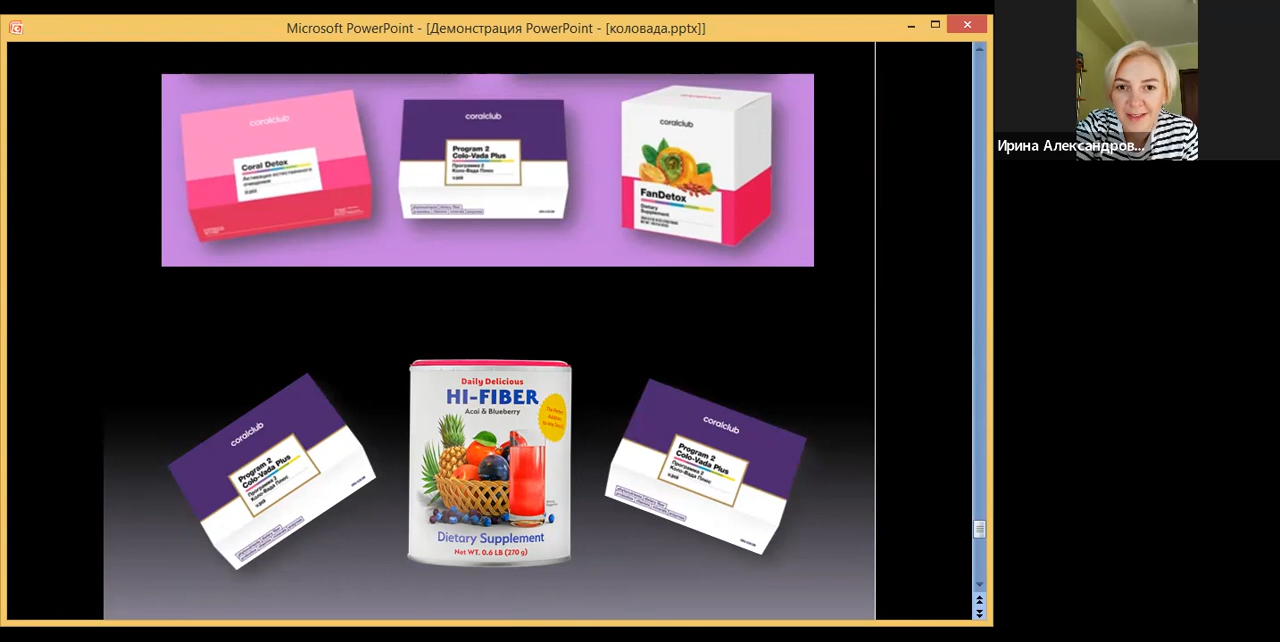 Microsoft PowerPoint - [Демонстрация PowerPoint - [коловада.pptx]]
Ирина Александров...
coralclub
Coral Detox
Активация естественного
очищения
coralclub
Program 2
Colo-Vada Plus
Программа 2
Коло-Вада Плюс
coralclub
FanDetox
Dietary
Supplement
coralclub
Program 2
Colo-Vada Plus
Программа 2
Коло-Вада Плюс
Daily Delicious
HI-FIBER
Acai & Blueberry
Dietary Supplement
Net WT. 0.6 LB (270 g)
coralclub
Program 2
Colo-Vada Plus
Программа 2
Коло-Вада Плюс